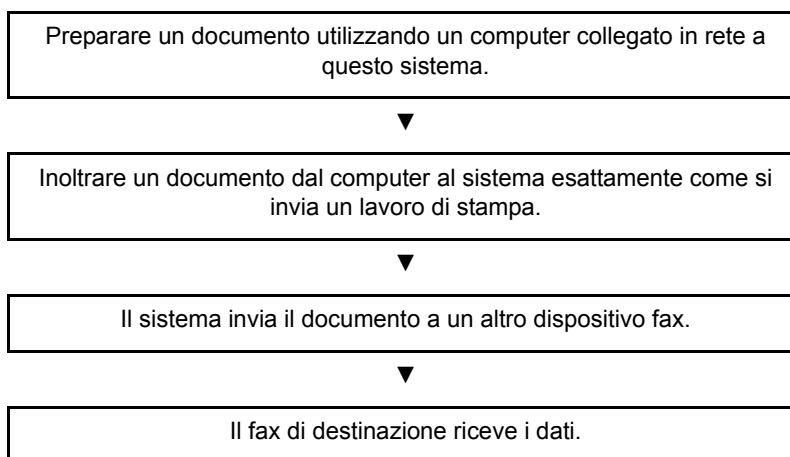 Preparare un documento utilizzando un computer collegato in rete a
questo sistema.
▼
Inoltrare un documento dal computer al sistema esattamente come si
invia un lavoro di stampa.
▼
Il sistema invia il documento a un altro dispositivo fax.
▼
Il fax di destinazione riceve i dati.